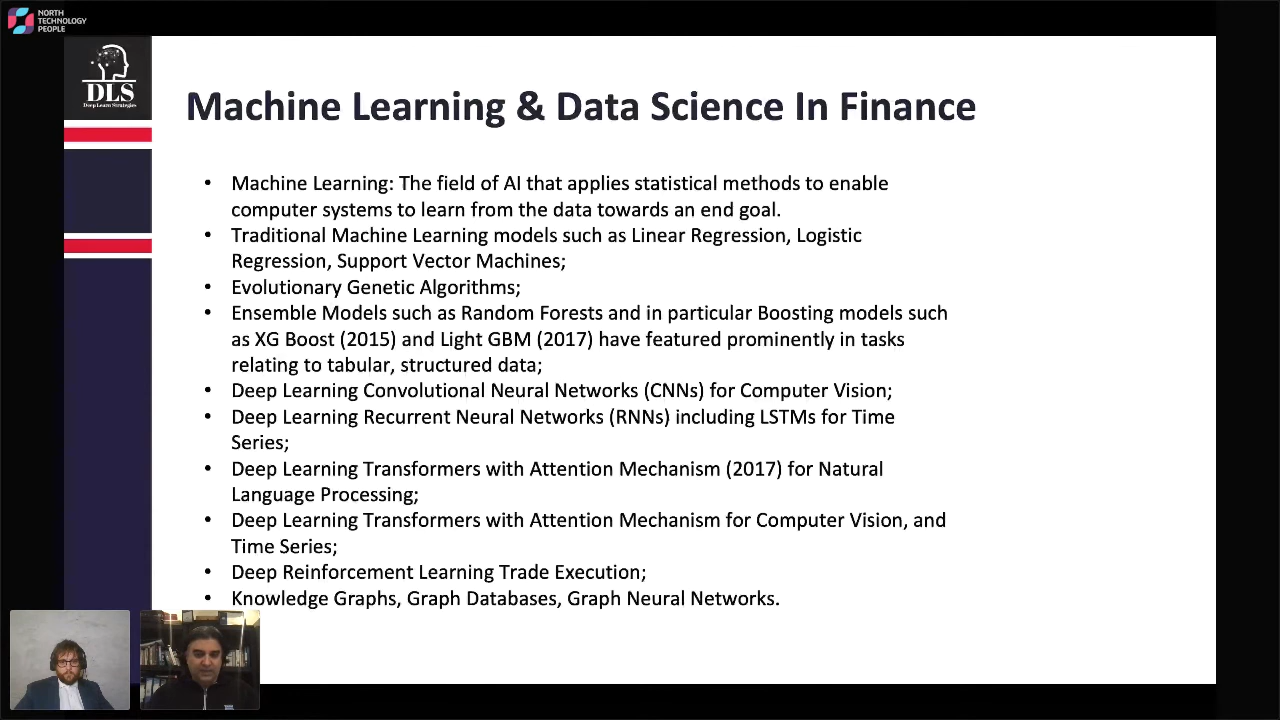 NORTH
TECHNOLOGY
PEOPLE
DLS
Deep Learn Strategies
Machine Learning & Data Science In Finance
• Machine Learning: The field of AI that applies statistical methods to enable
computer systems to learn from the data towards an end goal.
• Traditional Machine Learning models such as Linear Regression, Logistic
Regression, Support Vector Machines;
• Evolutionary Genetic Algorithms;
• Ensemble Models such as Random Forests and in particular Boosting models such
as XG Boost (2015) and Light GBM (2017) have featured prominently in tasks
relating to tabular, structured data;
• Deep Learning Convolutional Neural Networks (CNNs) for Computer Vision;
• Deep Learning Recurrent Neural Networks (RNNs) including LSTMs for Time
Series;
• Deep Learning Transformers with Attention Mechanism (2017) for Natural
Language Processing;
• Deep Learning Transformers with Attention Mechanism for Computer Vision, and
Time Series;
• Deep Reinforcement Learning Trade Execution;
• Knowledge Graphs, Graph Databases, Graph Neural Networks.